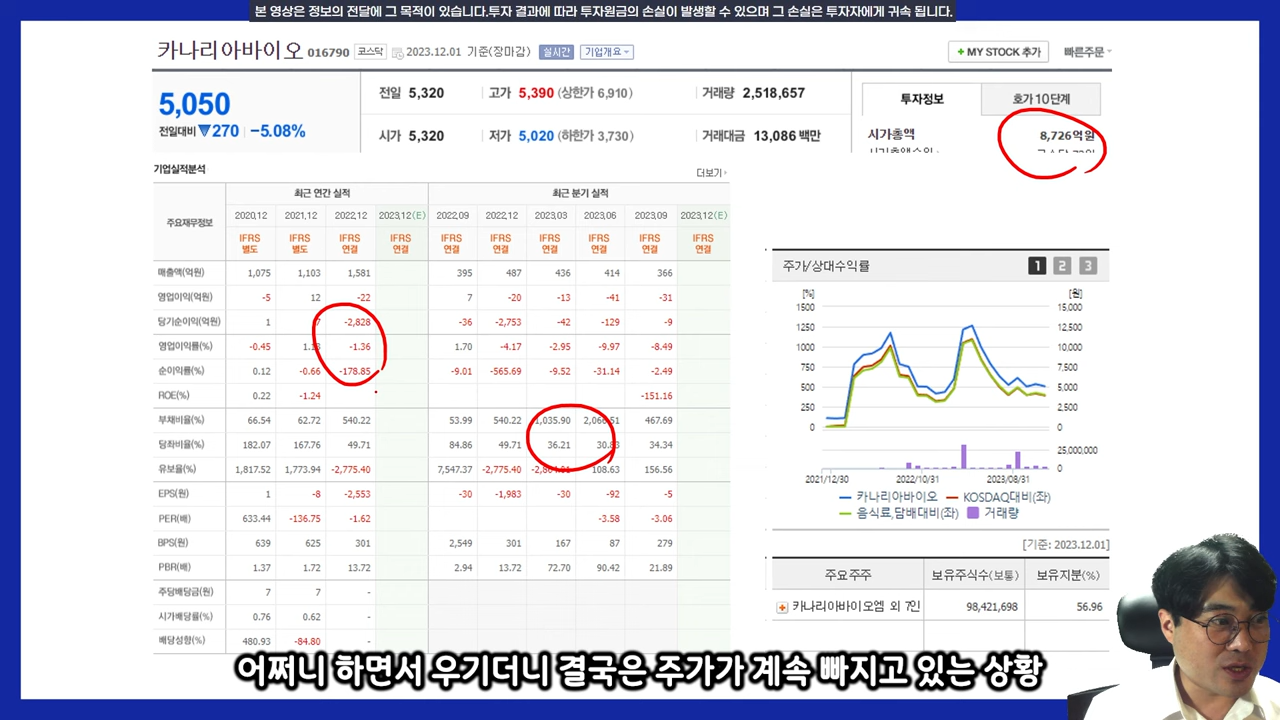 본 영상은 정보의 전달에 그 목적이 있습니다.투자 결과에 따라 투자원금의 손실이 발생할 수 있으며 그 손실은 투자자에게 귀속 됩니다.
카나리아바이오 016790 코스닥 2023.12.01 기준(장마감) 실시간 기업개요
+ MY STOCK 추가 빠른주문
5,050
전일대비 ▼270 -5.08%
전일 5,320 고가 5,390 (상한가 6,910) 거래량 2,518,657
시가 5,320 저가 5,020 (하한가 3,730) 거래대금 13,086 백만
투자정보 호가 10단계
시가총액 8,726억원
기업실적분석 더보기
주요재무정보 최근 연간 실적 최근 분기 실적
2020.12 2021.12 2022.12 2023.12(E) 2022.09 2022.12 2023.03 2023.06 2023.09 2023.12(E)
IFRS 별도 IFRS 별도 IFRS 연결 IFRS 연결 IFRS 연결 IFRS 연결 IFRS 연결 IFRS 연결 IFRS 연결 IFRS 연결
매출액(억원) 1,075 1,103 1,581 395 487 436 414 366
영업이익(억원) -5 12 -22 7 -20 -13 -41 -31
당기순이익(억원) 1 -2,828 -36 -2,753 -42 -129 -9
영업이익률(%) -0.45 -1.36 1.70 -4.17 -2.95 -9.97 -8.49
순이익률(%) 0.12 -0.66 -178.85 -9.01 -565.69 -9.52 -31.14 -2.49
ROE(%) 0.22 -1.24 -151.16
부채비율(%) 66.54 62.72 540.22 53.99 540.22 1,035.90 467.69
당좌비율(%) 182.07 167.76 49.71 84.86 49.71 36.21 34.34
유보율(%) 1,817.52 1,773.94 -2,775.40 7,547.37 -2,775.40 108.63 156.56
EPS(원) 1 -8 -2,553 -30 -1,983 -30 -92 -5
PER(배) 633.44 -136.75 -1.62 -3.58 -3.06
BPS(원) 639 625 301 2,549 301 167 87 279
PBR(배) 1.37 1.72 13.72 2.94 13.72 72.70 90.42 21.89
주당배당금(원) 7 7 -
시가배당률(%) 0.76 0.62 -
배당성향(%) 480.93 -84.80 -
주가/상대수익률 1 2 3
[%] [원]
1500 12,500
1250 10,000
1000 7,500
750 5,000
500 2,500
250 0
0
25,000,000
0
2021/12/30 2022/10/31 2023/08/31
카나리아바이오 KOSDAQ대비(좌)
음식료,담배대비(좌) 거래량
[기준: 2023.12.01]
주요주주 보유주식수(보통) 보유지분(%)
카나리아바이오엠 외 7인 98,421,698 56.96
어쩌니 하면서 우기더니 결국은 주가가 계속 빠지고 있는 상황